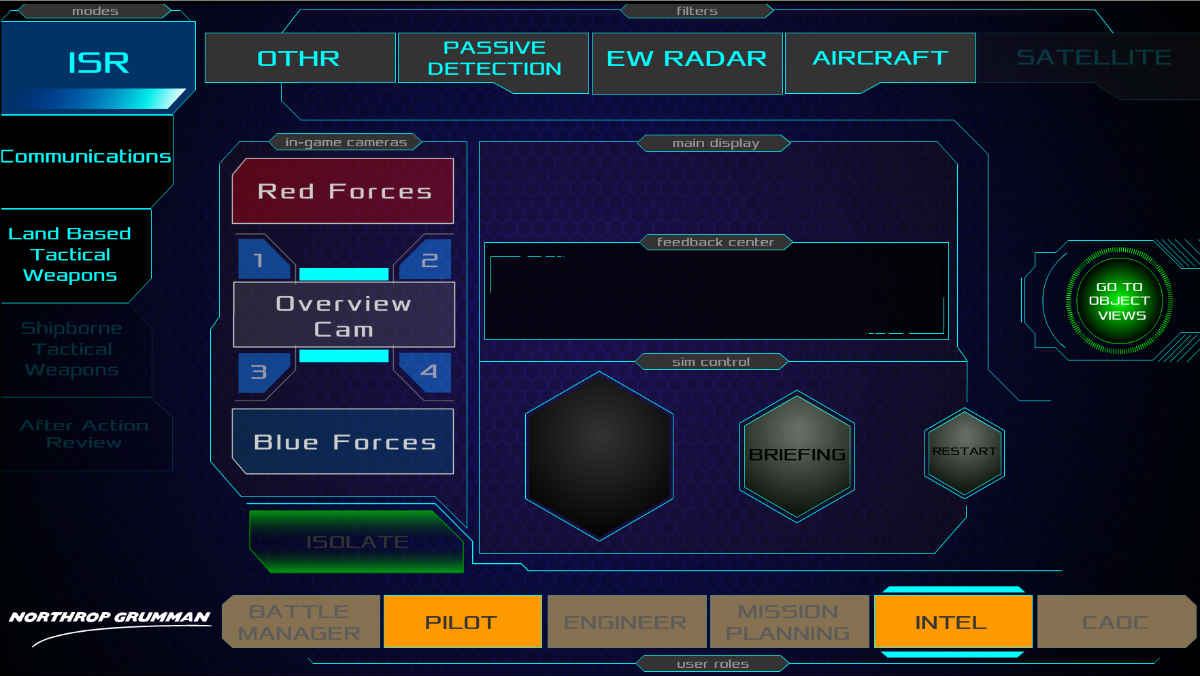 modes
filters
ISR
OTHR
PASSIVE
DETECTION
EW RADAR
AIRCRAFT
SATELLITE
Communications
Land Based
Tactical
Weapons
Shipborne
Tactical
Weapons
After Action
Review
in-game cameras
Red Forces
1
2
Overview
Cam
3
4
Blue Forces
ISOLATE
main display
feedback center
sim control
BRIEFING
RESTART
GO TO
OBJECT
VIEWS
NORTHROP GRUMMAN
BATTLE
MANAGER
PILOT
ENGINEER
MISSION
PLANNING
INTEL
CAOC
user roles